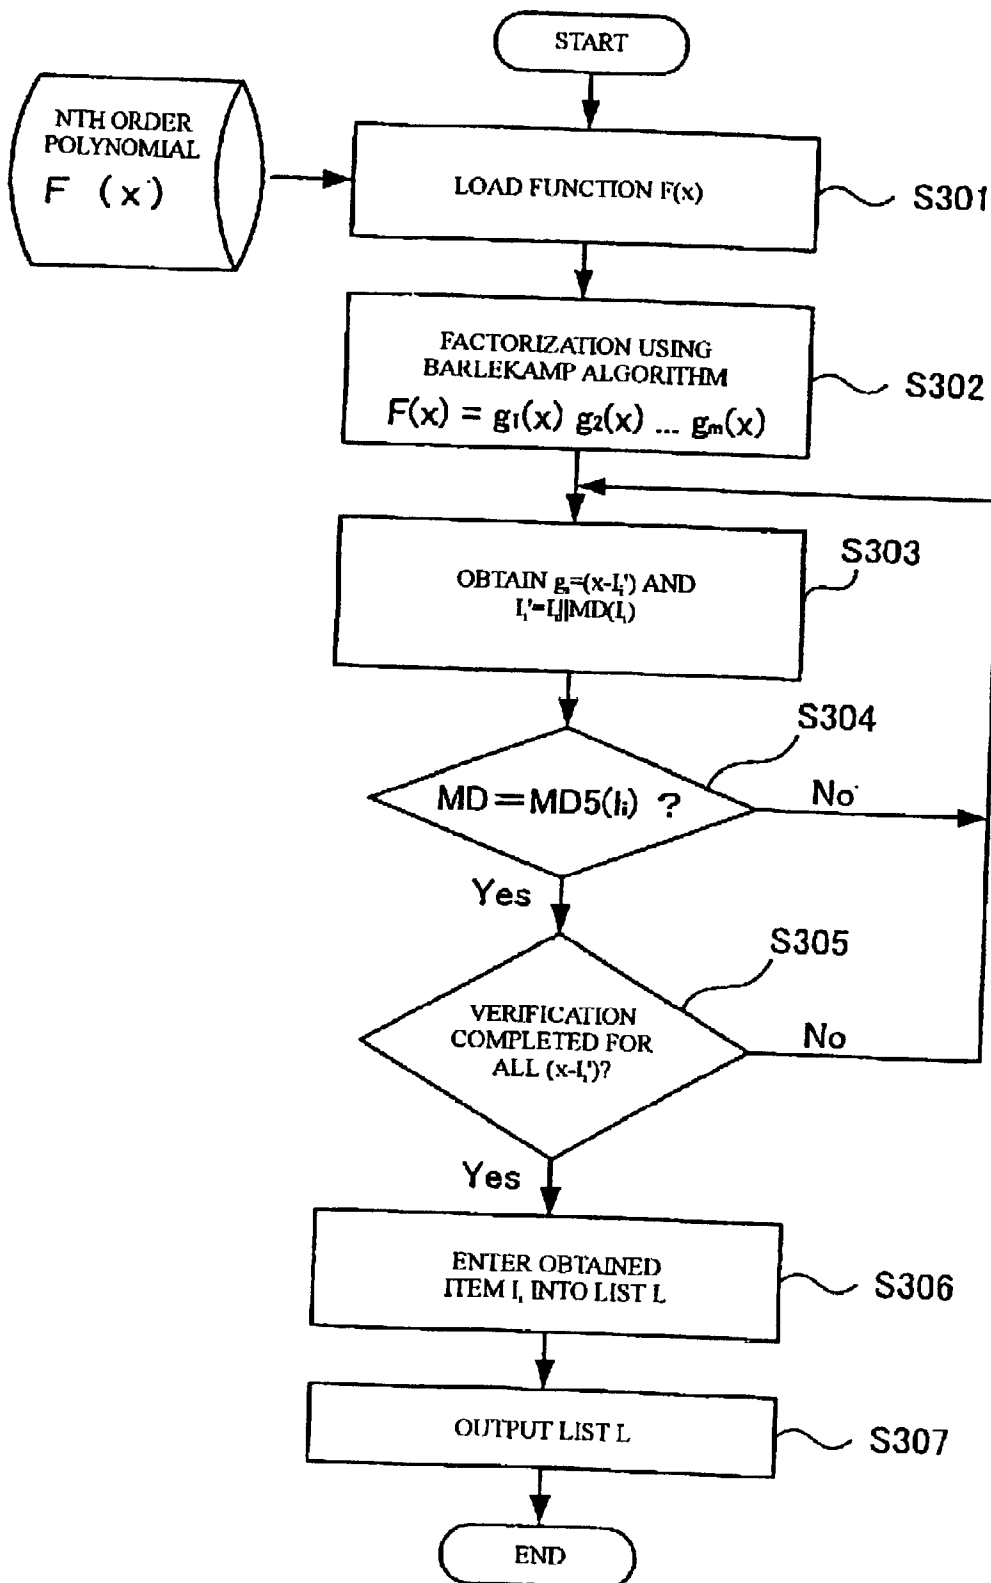 START
NTH ORDER
POLYNOMIAL
F (x)
LOAD FUNCTION F(x)
S301
FACTORIZATION USING
BARLEKAMP ALGORITHM
F(x) = g1(x) g2(x) ... gm(x)
S302
S303
OBTAIN gᵢ=(x-Iᵢ') AND
Iᵢ'=Iᵢ||MD(Iᵢ)
S304
MD=MD5(Iᵢ) ?
No
Yes
S305
VERIFICATION
COMPLETED FOR
ALL (x-Iᵢ')?
No
Yes
ENTER OBTAINED
ITEM Iᵢ INTO LIST L
S306
OUTPUT LIST L
S307
END